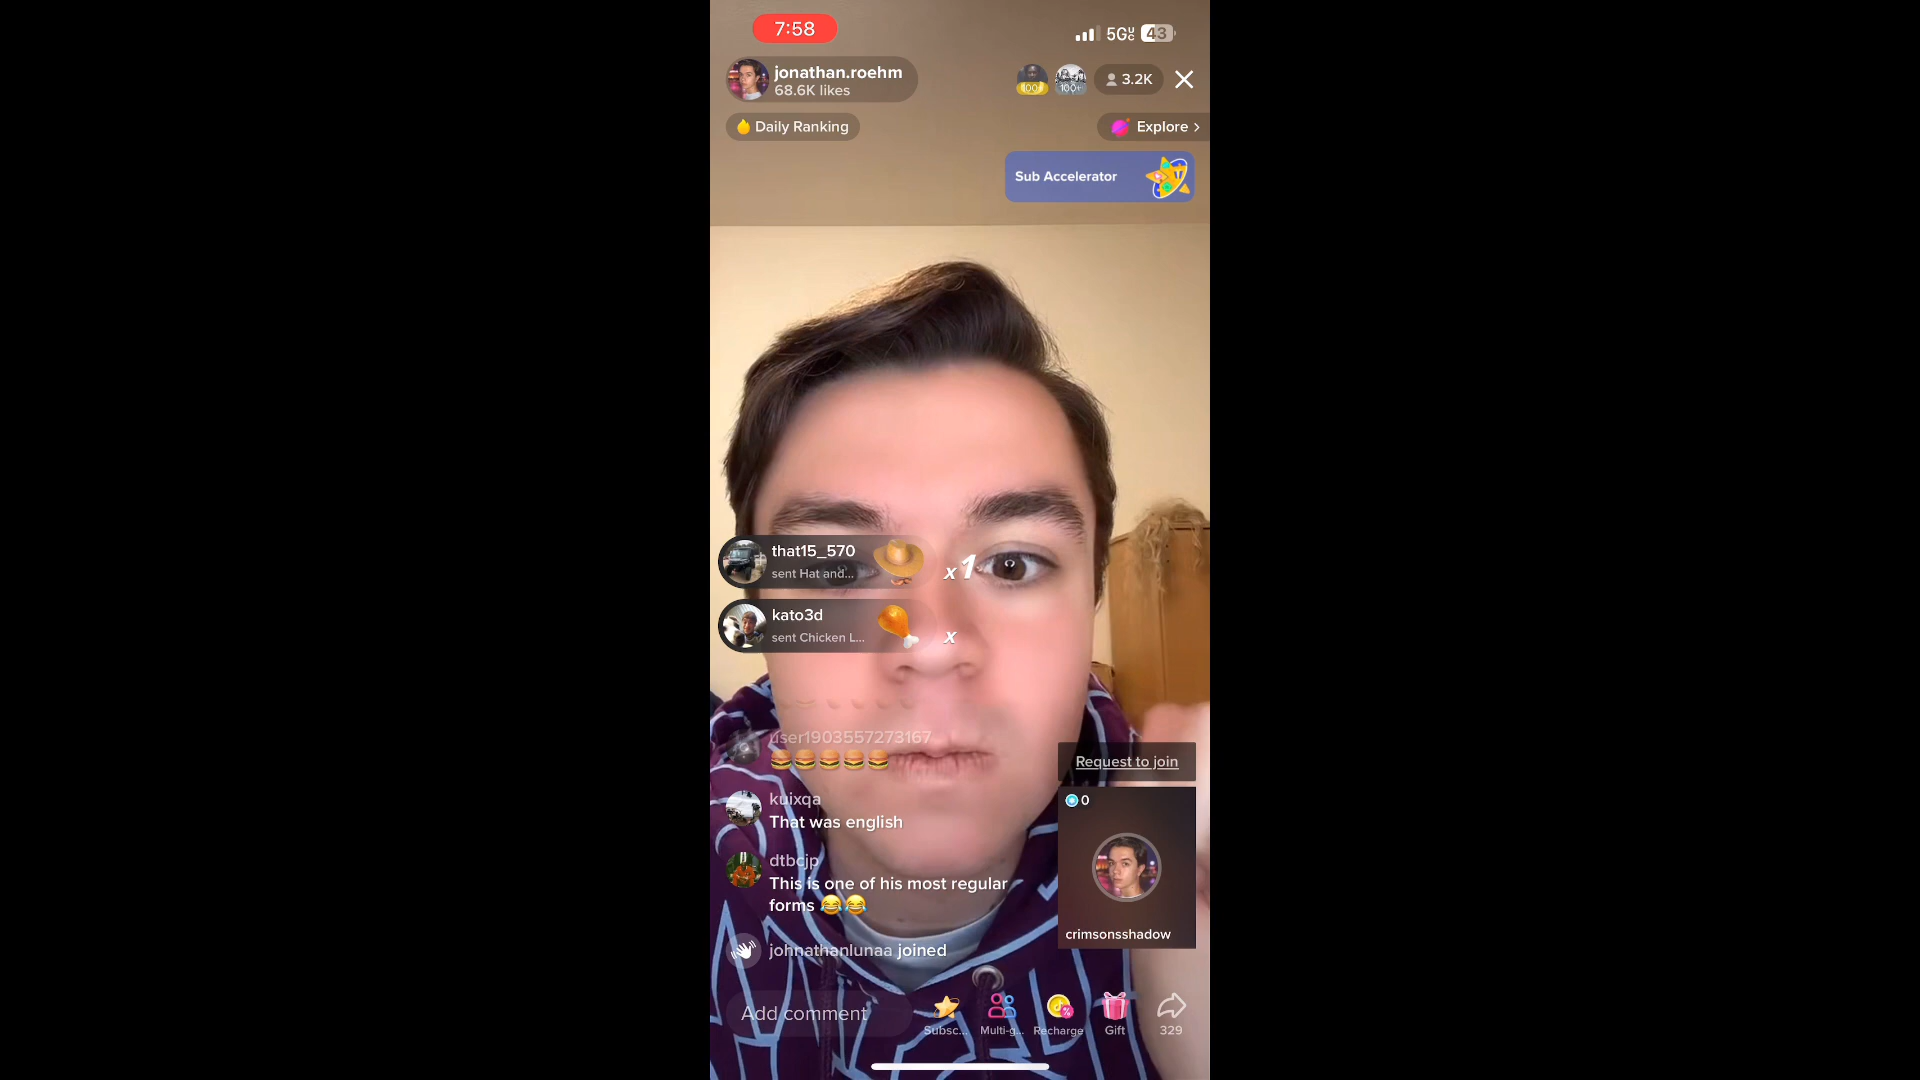 7:58
5GUC 43
jonathan.roehm
68.6K likes
100+
100+
3.2K
Daily Ranking
Explore >
Sub Accelerator
that15_570
sent Hat and...
x1
kato3d
sent Chicken L...
x
user1903557273167
🍔🍔🍔🍔🍔
kuixqa
That was english
dtbcjp
This is one of his most regular
forms 😂😂
johnathanlunaa joined
Request to join
0
crimsonsshadow
Add comment
Subsc...
Multi-g...
Recharge
Gift
329